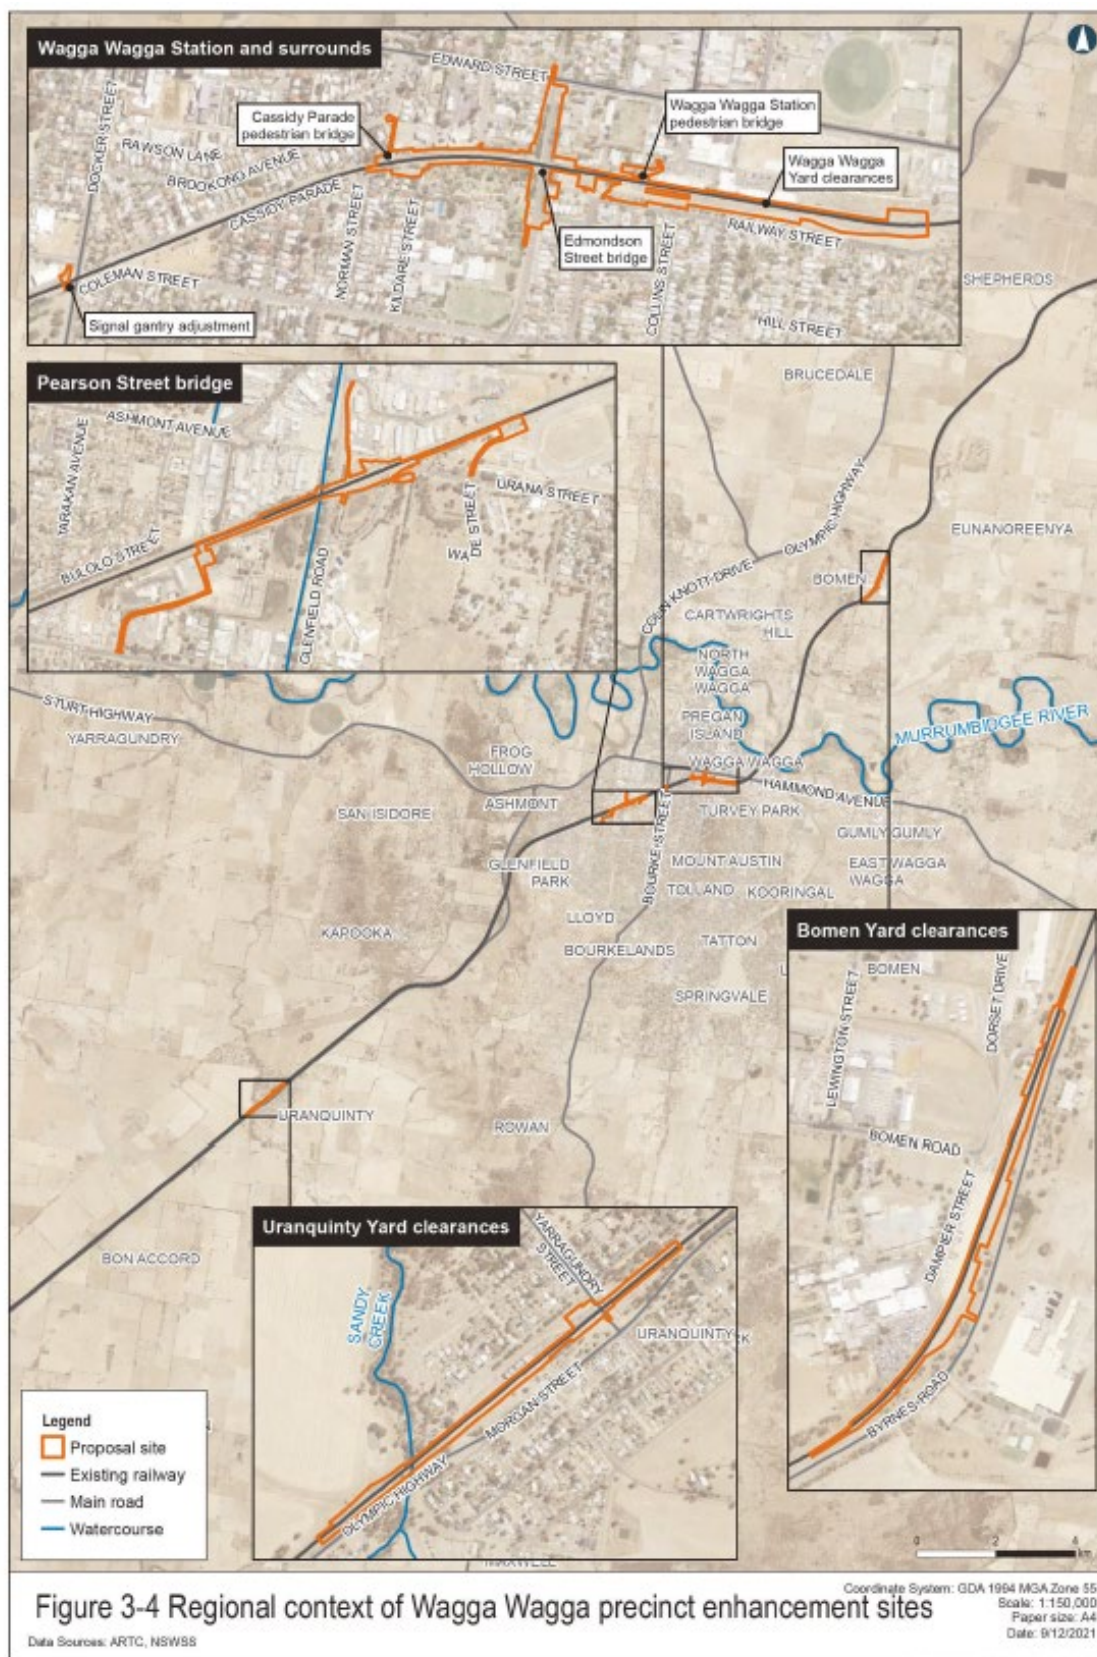 Wagga Wagga Station and surrounds
EDWARD STREET
DOCKER STREET
Cassidy Parade
pedestrian bridge
Wagga Wagga Station
pedestrian bridge
RAWSON LANE
BROOKONG AVENUE
Wagga Wagga
Yard clearances
CASSIDY PARADE
NORMAN STREET
KILDARE STREET
Edmondson
Street bridge
COLLINS STREET
RAILWAY STREET
COLEMAN STREET
Signal gantry adjustment
HILL STREET
SHEPHERDS
Pearson Street bridge
BRUCEDALE
ASHMONT AVENUE
TARAKAN AVENUE
URANA STREET
WADE STREET
BULOLO STREET
GLENFIELD ROAD
OLYMPIC HIGHWAY
EUNANOREENYA
COLIN KNOTT DRIVE
BOMEN
CARTWRIGHTS
HILL
NORTH
WAGGA
WAGGA
STURT HIGHWAY
YARRAGUNDRY
PREGAN
ISLAND
MURRUMBIDGEE RIVER
FROG
HOLLOW
WAGGA WAGGA
HAMMOND AVENUE
SAN ISIDORE
ASHMONT
TURVEY PARK
GUMLY GUMLY
BOURKE STREET
GLENFIELD
PARK
MOUNT AUSTIN
EAST WAGGA
WAGGA
TOLLAND
KOORINGAL
LLOYD
KAPOOKA
BOURKELANDS
TATTON
SPRINGVALE
Bomen Yard clearances
BOMEN
DORSET DRIVE
LEWINGTON STREET
BOMEN ROAD
DAMPIER STREET
BYRNES ROAD
URANQUINTY
ROWAN
BON ACCORD
Uranquinty Yard clearances
YARRAGUNDRY
STREET
SANDY
CREEK
URANQUINTY
MORGAN STREET
OLYMPIC HIGHWAY
Legend
Proposal site
Existing railway
Main road
Watercourse
MAXWELL
0 2 4
km
Figure 3-4 Regional context of Wagga Wagga precinct enhancement sites
Data Sources: ARTC, NSWSS
Coordinate System: GDA 1994 MGA Zone 55
Scale: 1:150,000
Paper size: A4
Date: 9/12/2021